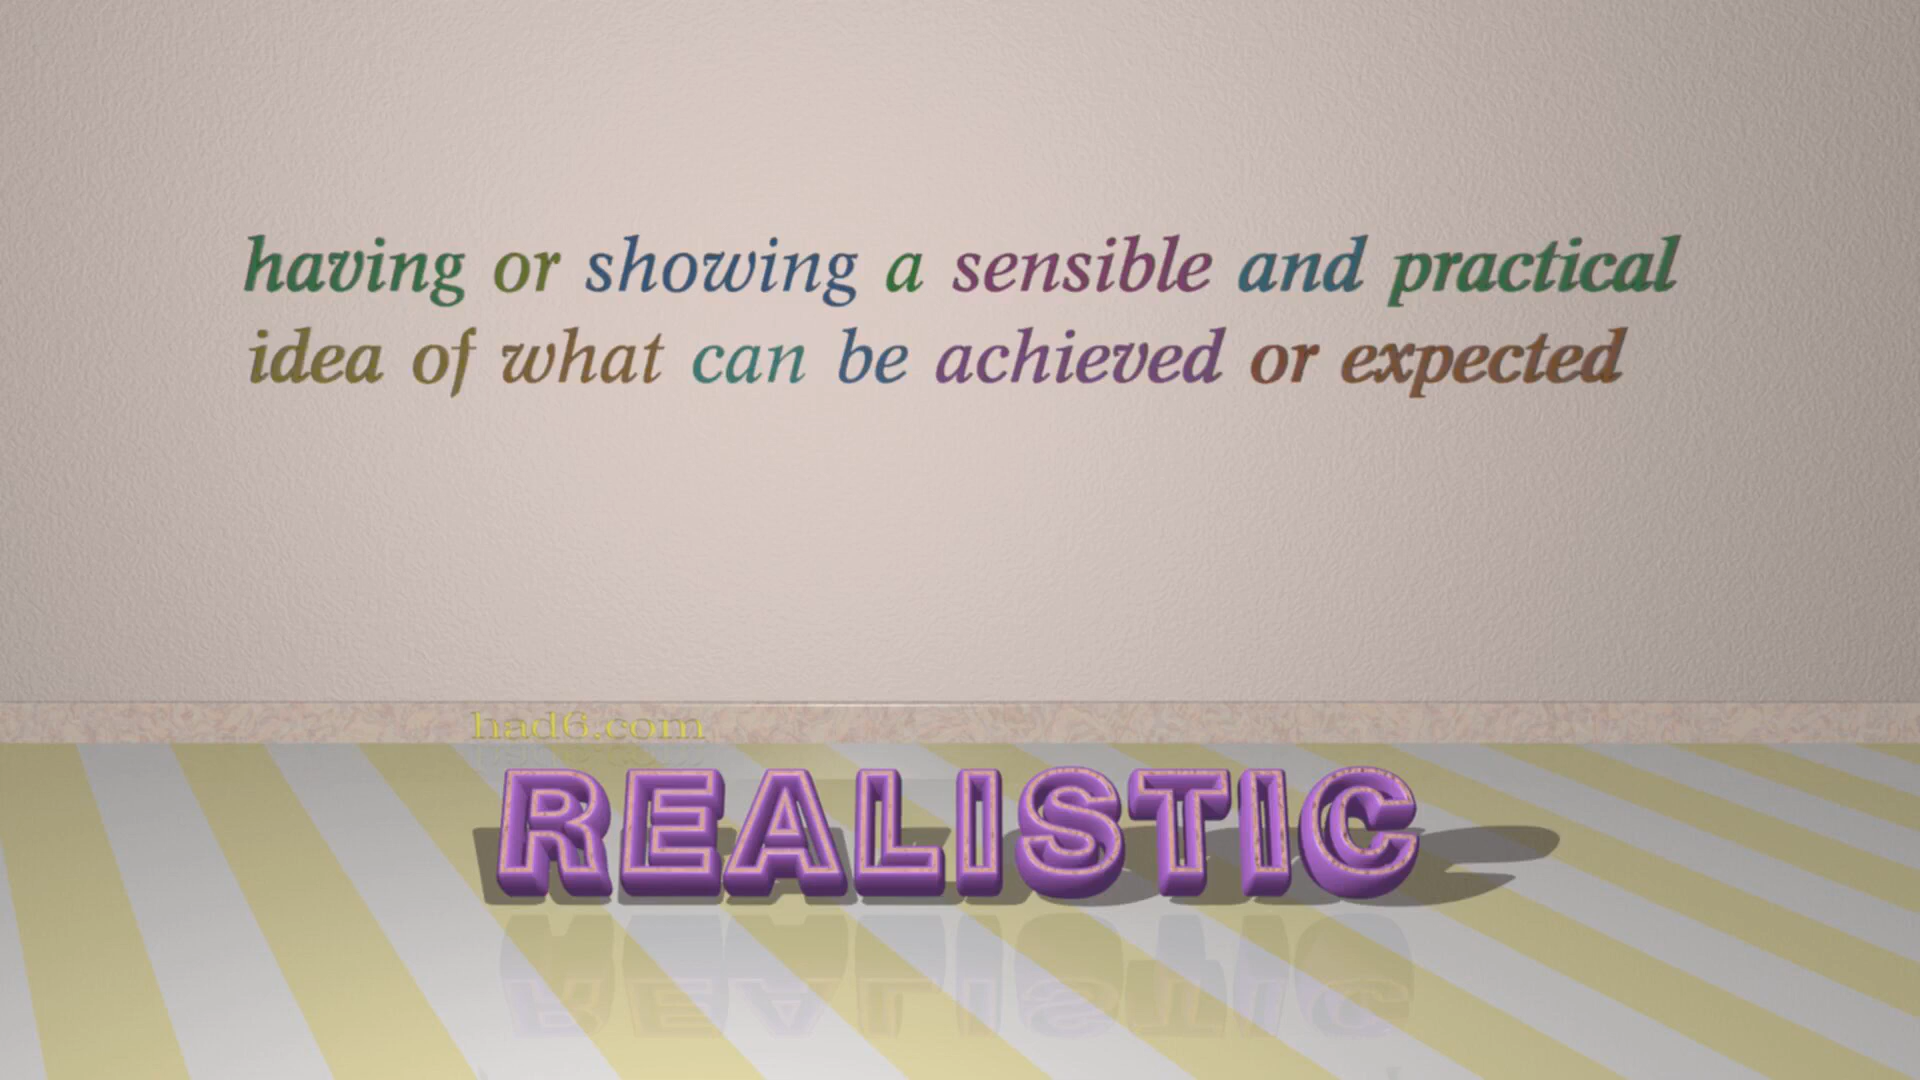 having or showing a sensible and practical
idea of what can be achieved or expected
had6.com
REALISTIC